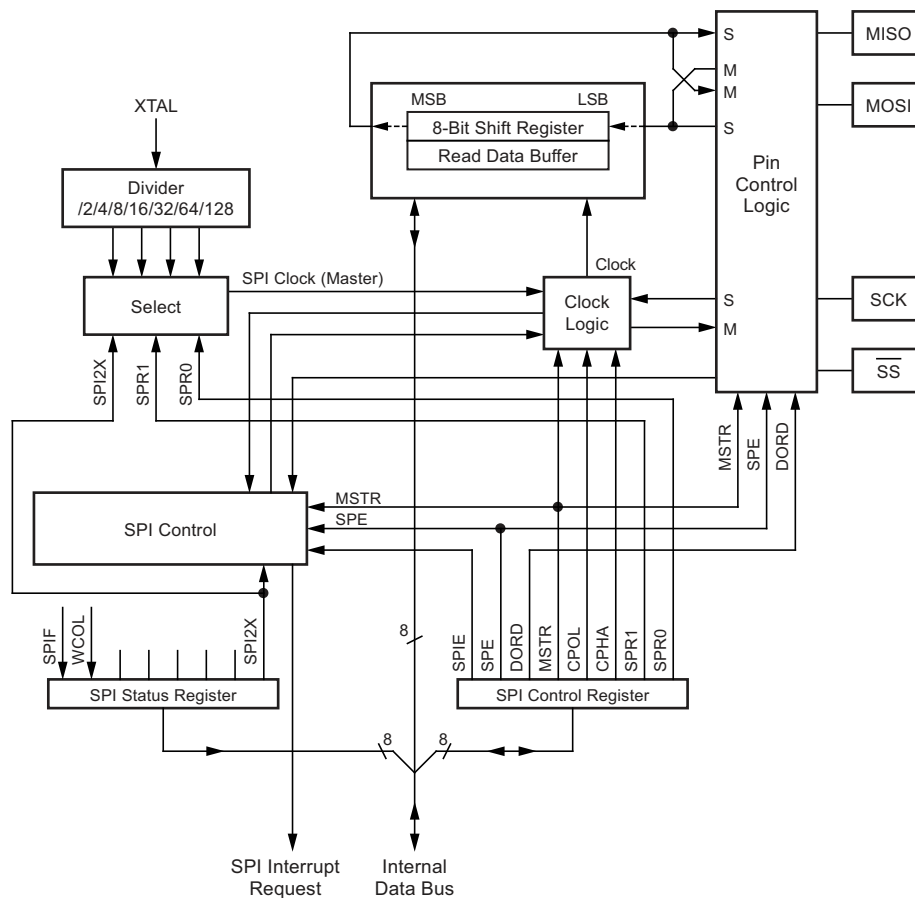 S
MISO
M
M
MSB
LSB
XTAL
MOSI
8-Bit Shift Register
S
Read Data Buffer
Pin
Control
Logic
Divider
/2/4/8/16/32/64/128
Clock
SPI Clock (Master)
Select
Clock
Logic
S
M
SCK
SS
SPI2X
SPR1
SPR0
MSTR
SPE
DORD
MSTR
SPE
SPI Control
SPIF
WCOL
SPI2X
8
SPIE
SPE
DORD
MSTR
CPOL
CPHA
SPR1
SPR0
SPI Status Register
SPI Control Register
8
8
SPI Interrupt
Request
Internal
Data Bus